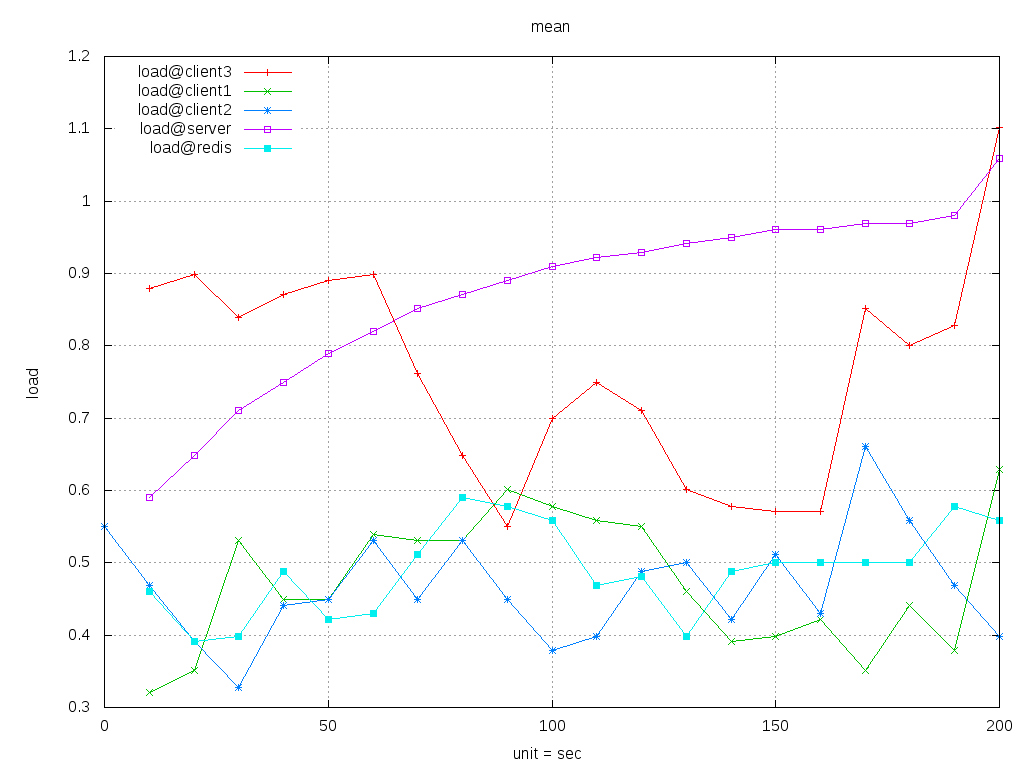 mean
1.2
1.1
1
0.9
0.8
0.7
0.6
0.5
0.4
0.3
load
load@client3
load@client1
load@client2
load@server
load@redis
0 50 100 150 200
unit = sec